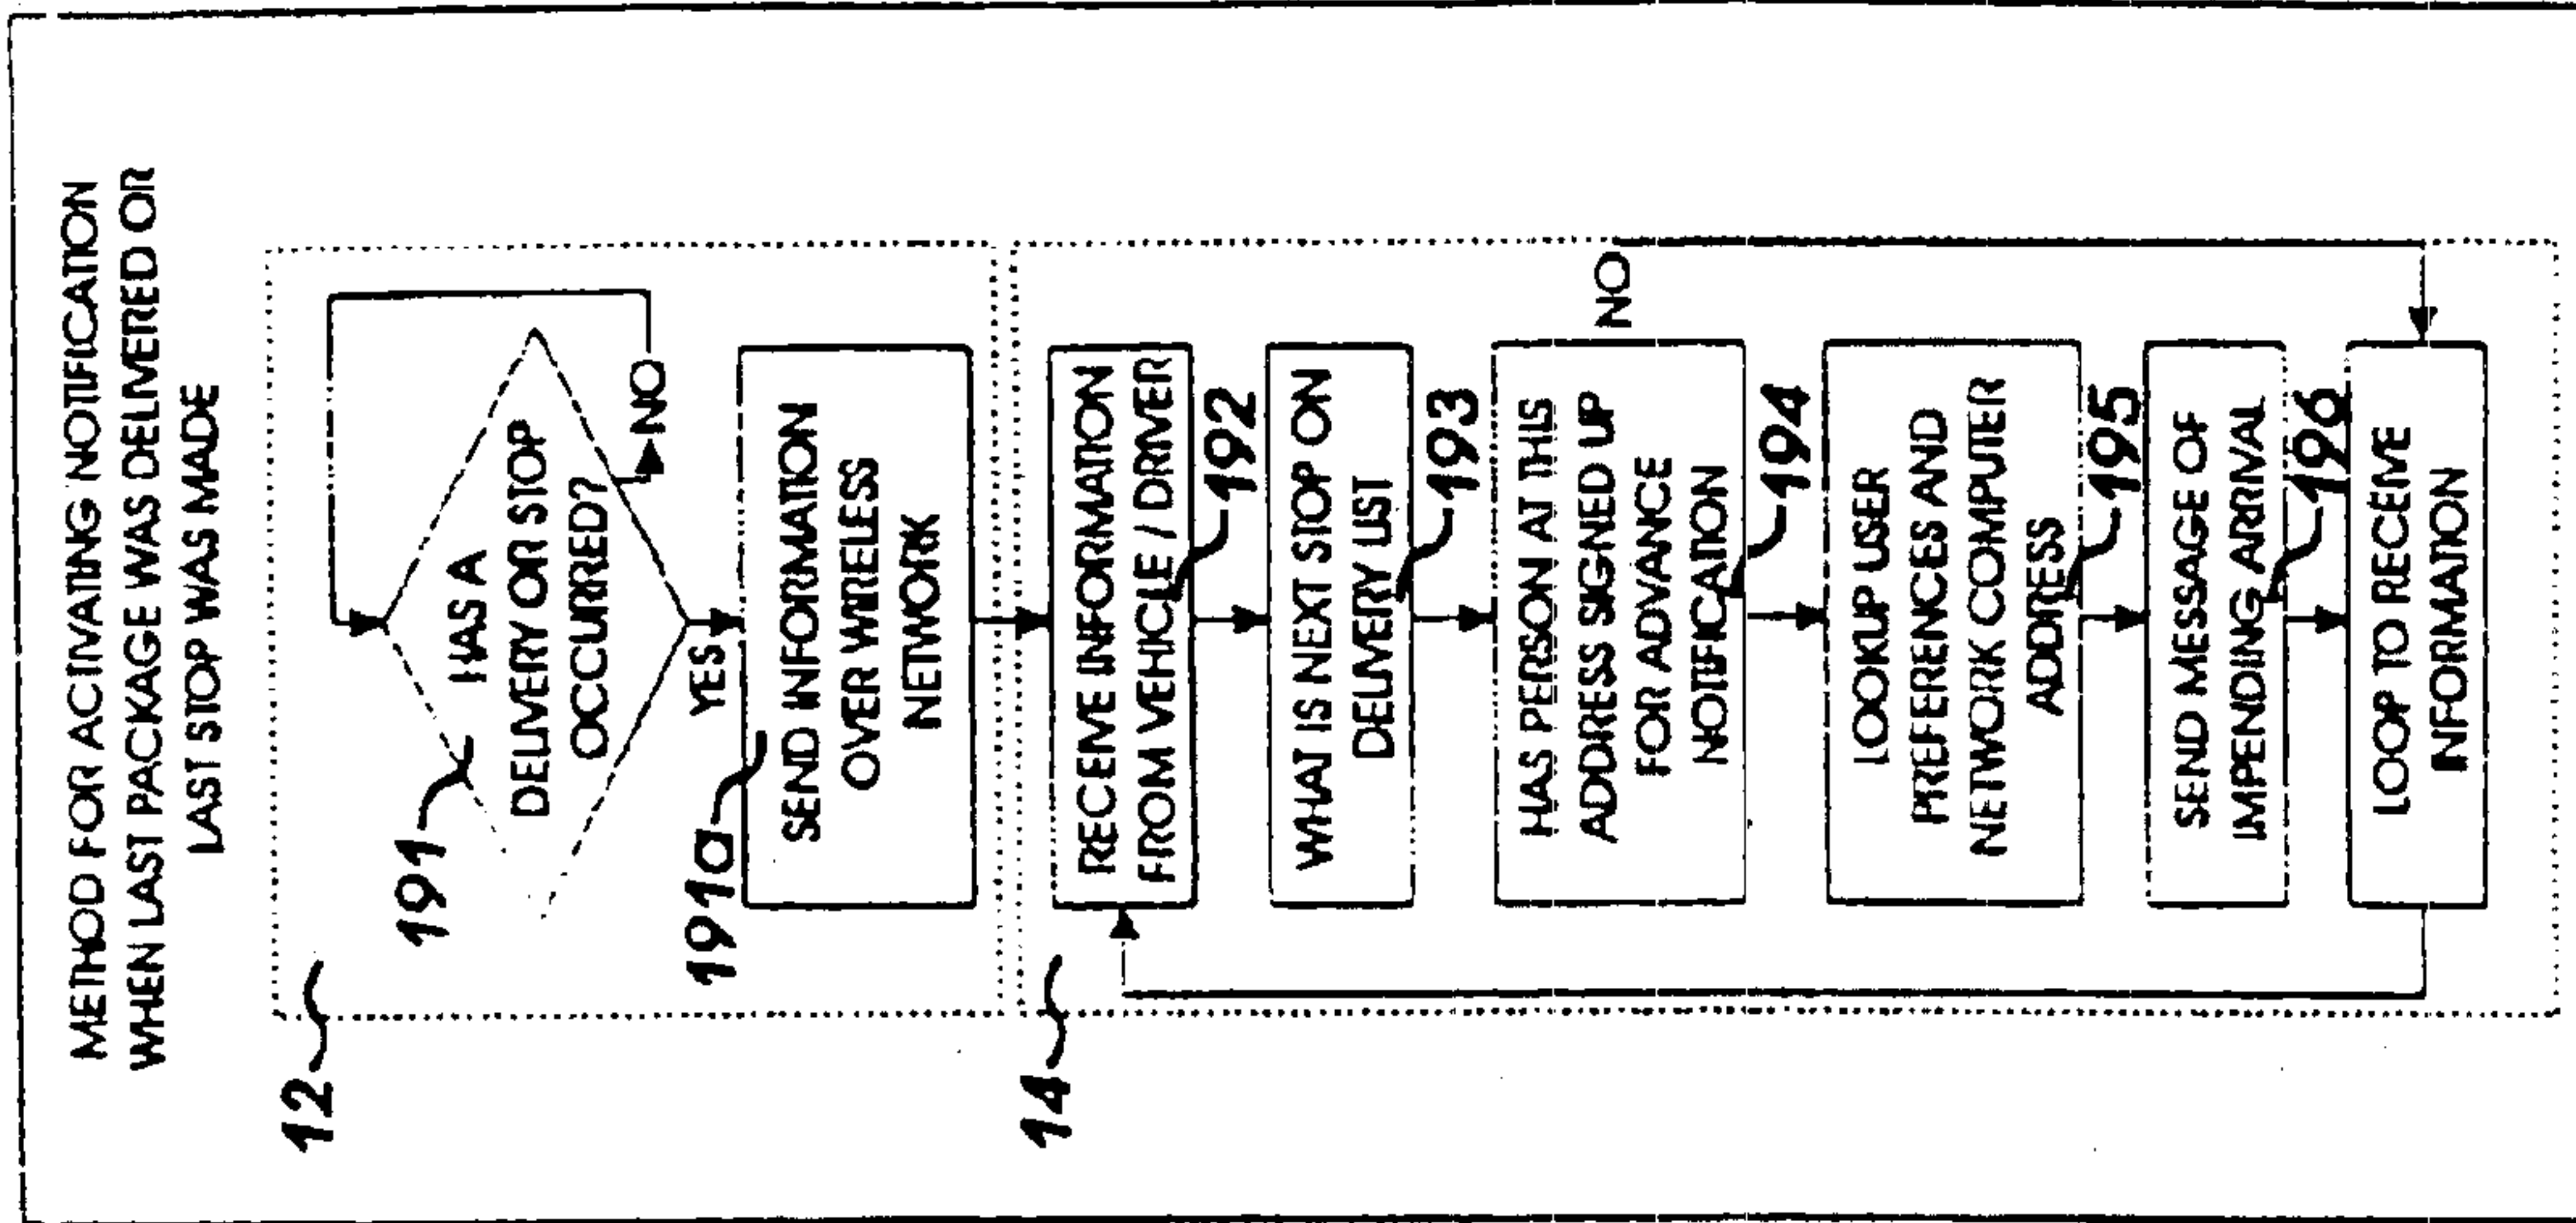 METHOD FOR ACTIVATING NOTIFICATION
WHEN LAST PACKAGE WAS DELIVERED OR
LAST STOP WAS MADE
12
191
HAS A
DELIVERY OR STOP
OCCURRED?
NO
YES
191a
SEND INFORMATION
OVER WIRELESS
NETWORK
14
RECEIVE INFORMATION
FROM VEHICLE / DRIVER
192
WHAT IS NEXT STOP ON
DELIVERY LIST
193
HAS PERSON AT THIS
ADDRESS SIGNED UP
FOR ADVANCE
NOTIFICATION
NO
194
LOOKUP USER
PREFERENCES AND
NETWORK COMPUTER
ADDRESS
195
SEND MESSAGE OF
IMPENDING ARRIVAL
196
LOOP TO RECEIVE
INFORMATION